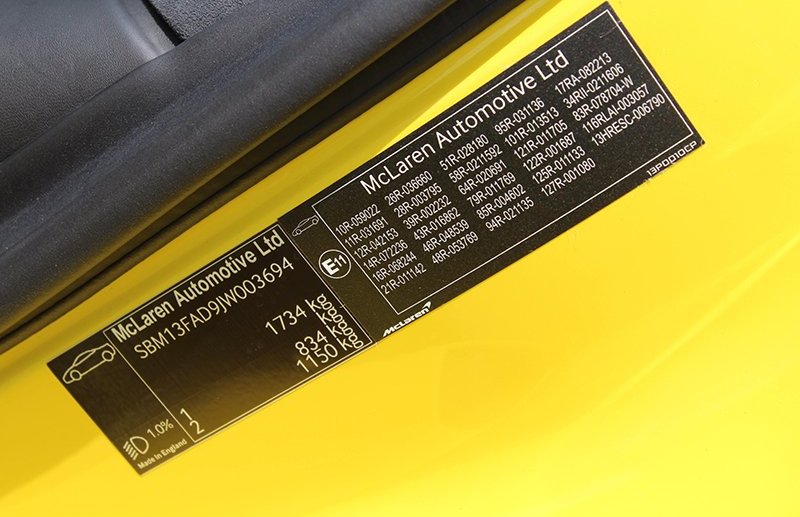 McLaren Automotive Ltd
SBM13FAD9JW003694
1734 kg
kg
1 834 kg
2 1150 kg
1.0%
Made in England
McLaren Automotive Ltd
10R-059022 26R-036660 51R-028180 95R-031136 17RA-082213
11R-031691 28R-003795 58R-0211592 101R-013513 34RII-0211606
12R-042153 39R-002232 64R-020691 121R-011705 83R-078704-W
14R-072236 43R-016862 79R-011769 122R-001667 116RLAI-003057
16R-068244 46R-048539 85R-004602 125R-011133 13HRESC-006790
21R-011142 48R-053769 94R-021135 127R-001080
E11
McLaren
13P0010CP